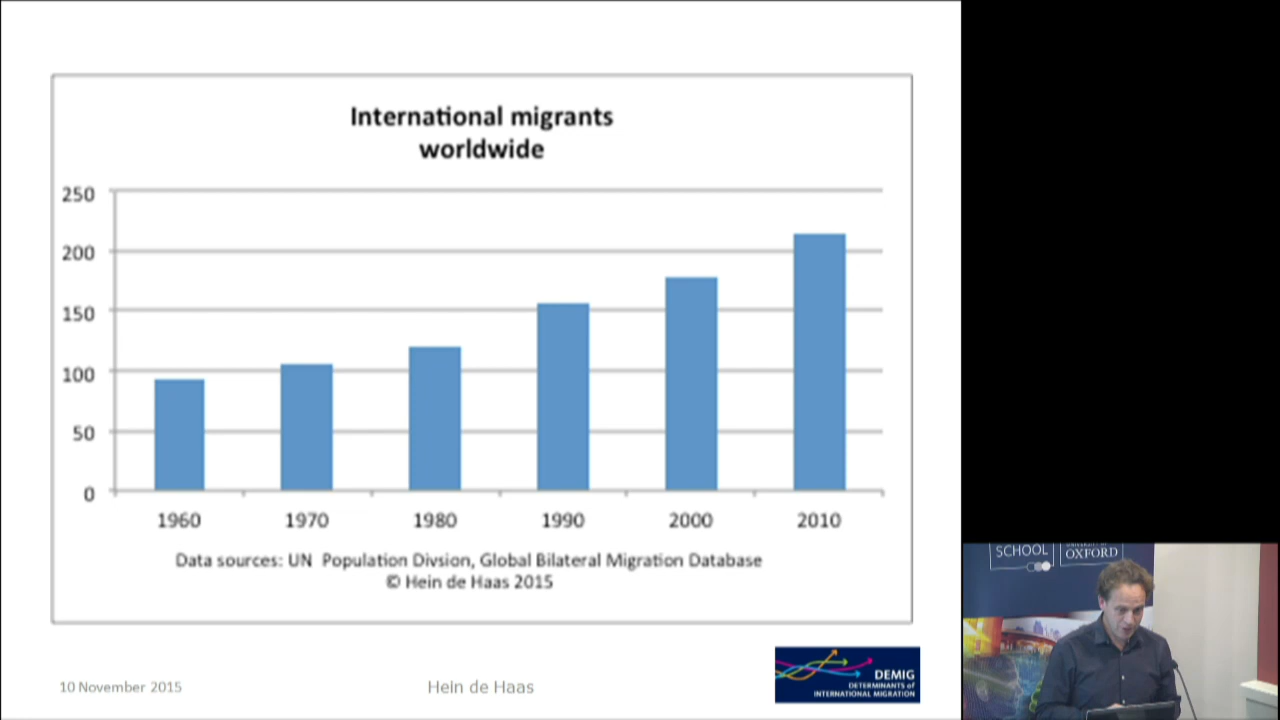 International migrants
worldwide
250
200
150
100
50
0
1960 1970 1980 1990 2000 2010
Data sources: UN Population Divsion, Global Bilateral Migration Database
© Hein de Haas 2015
10 November 2015
Hein de Haas
DEMIG
DETERMINANTS of
INTERNATIONAL MIGRATION
SCHOOL
OXFORD